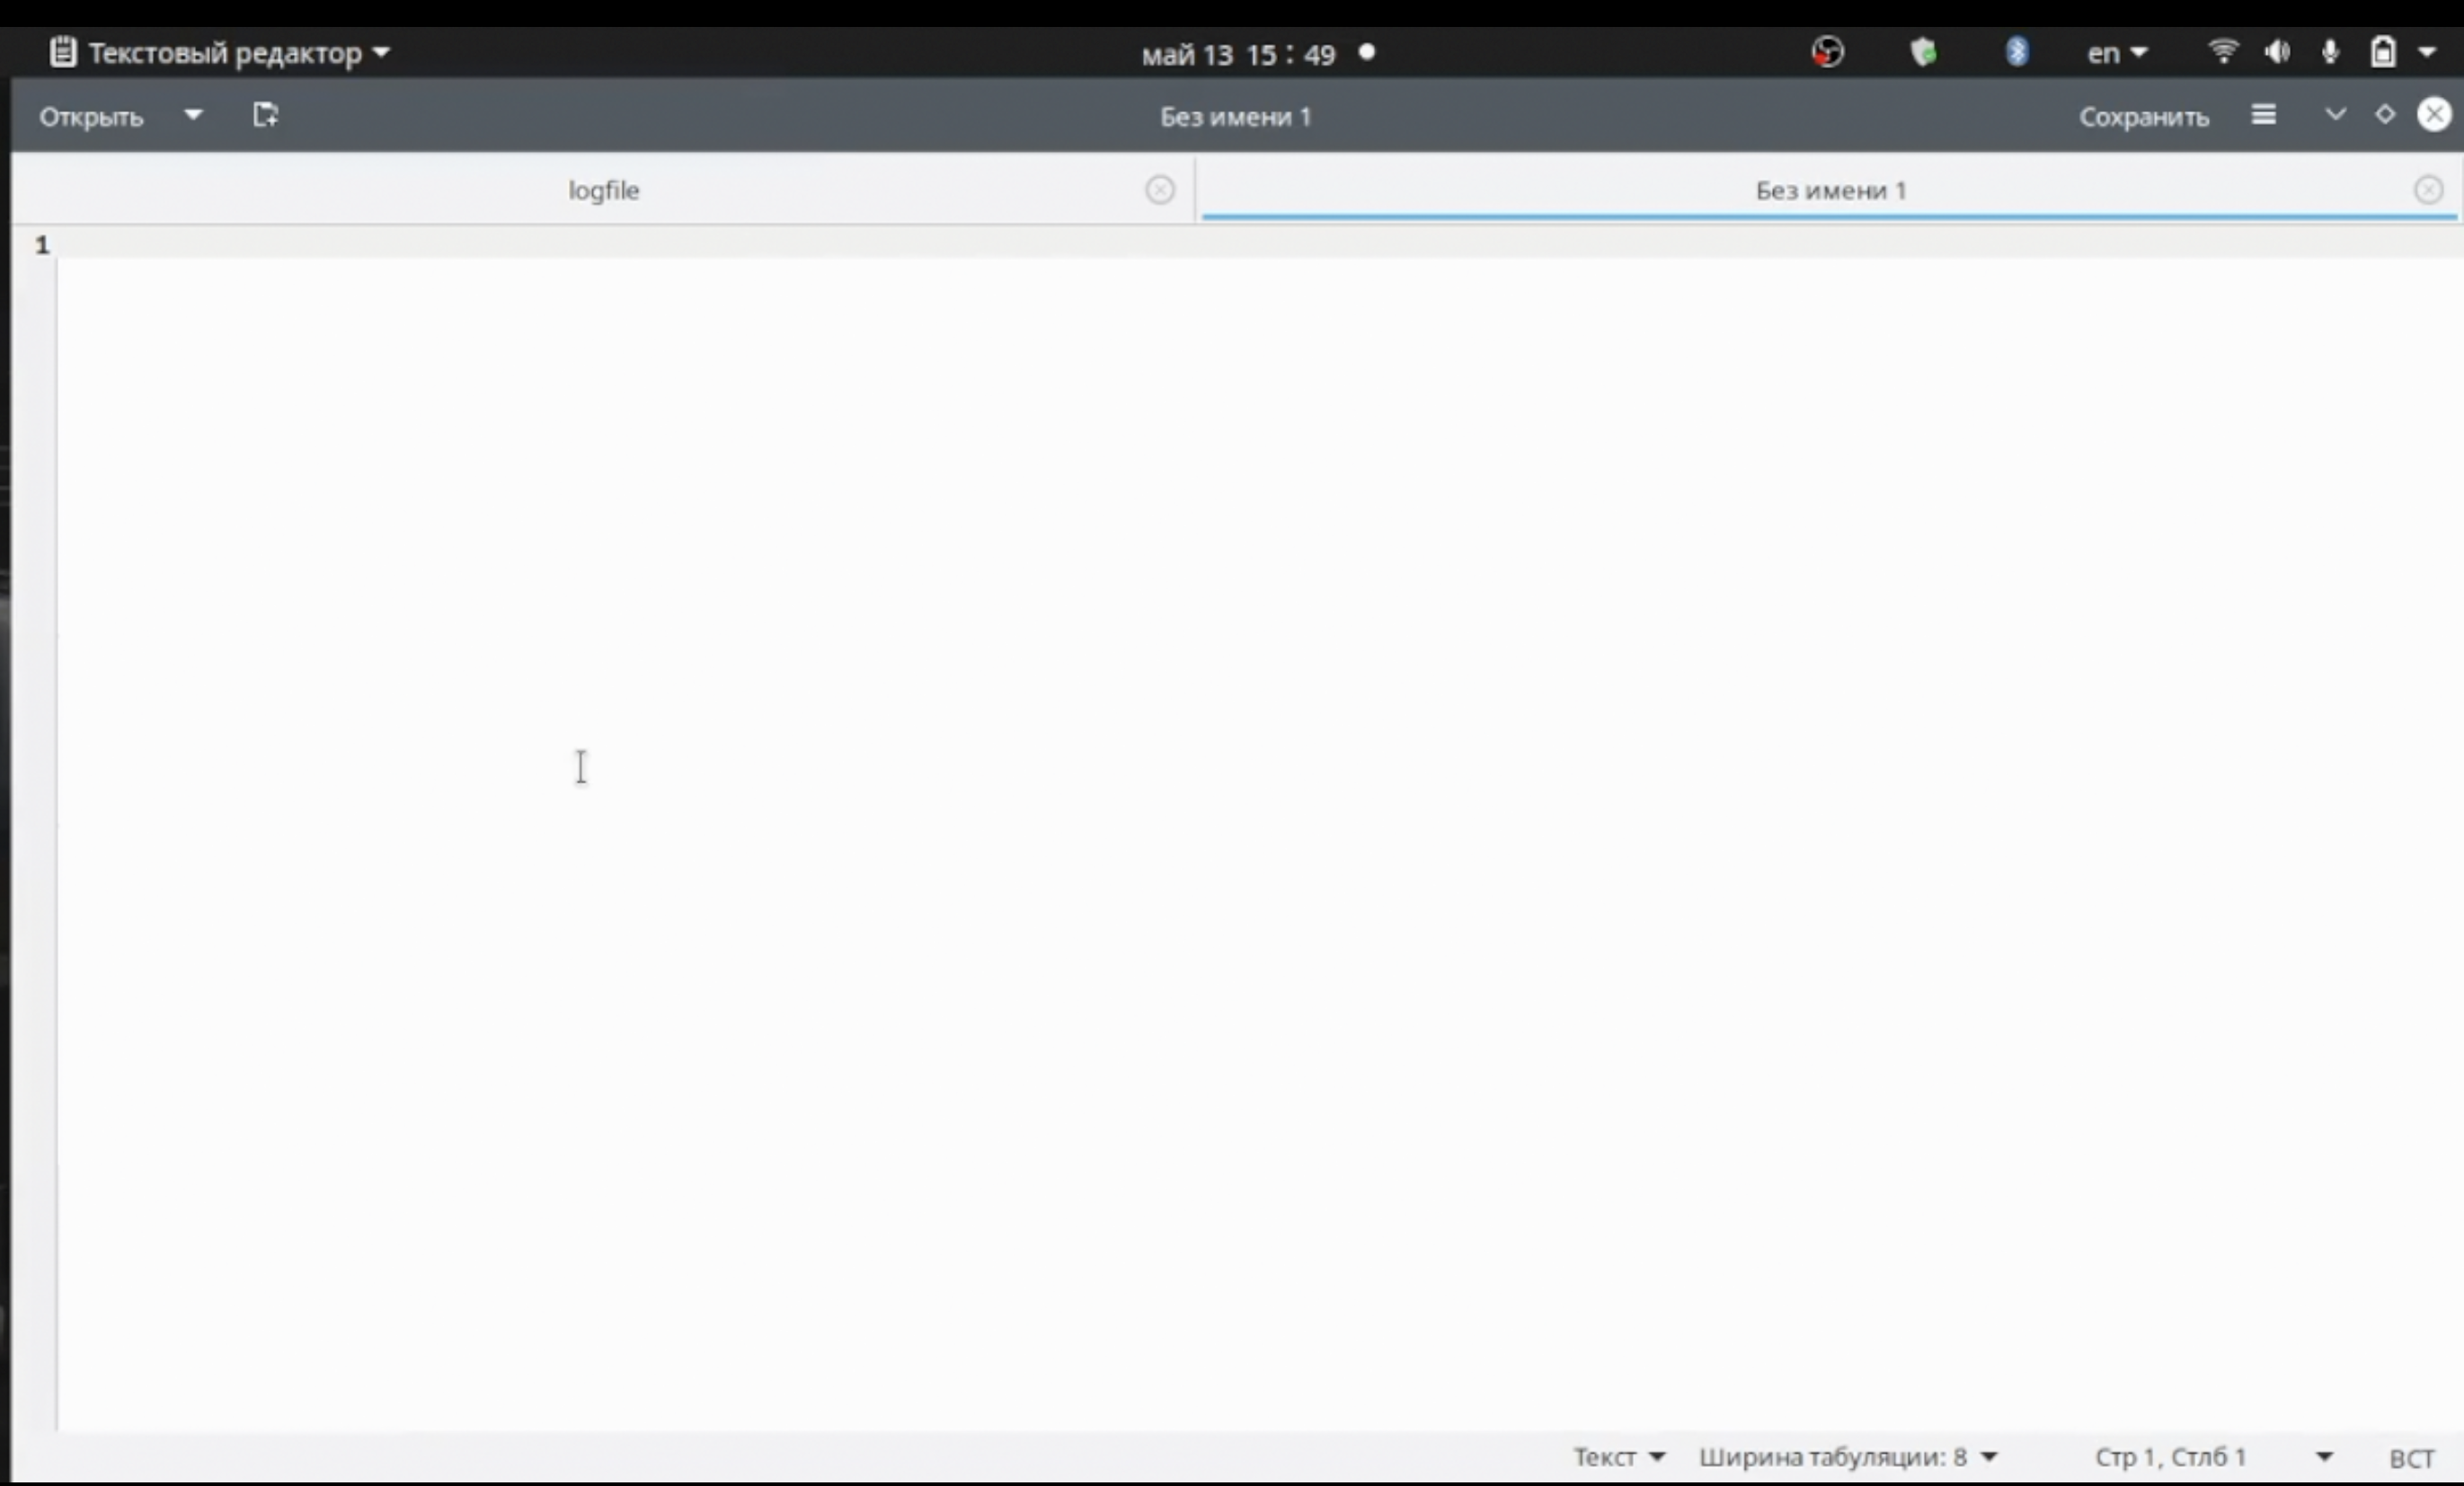 Текстовый редактор
май 13 15 : 49
en
Открыть
Без имени 1
Сохранить
logfile
Без имени 1
1
Текст
Ширина табуляции: 8
Стр 1, Стлб 1
ВСТ